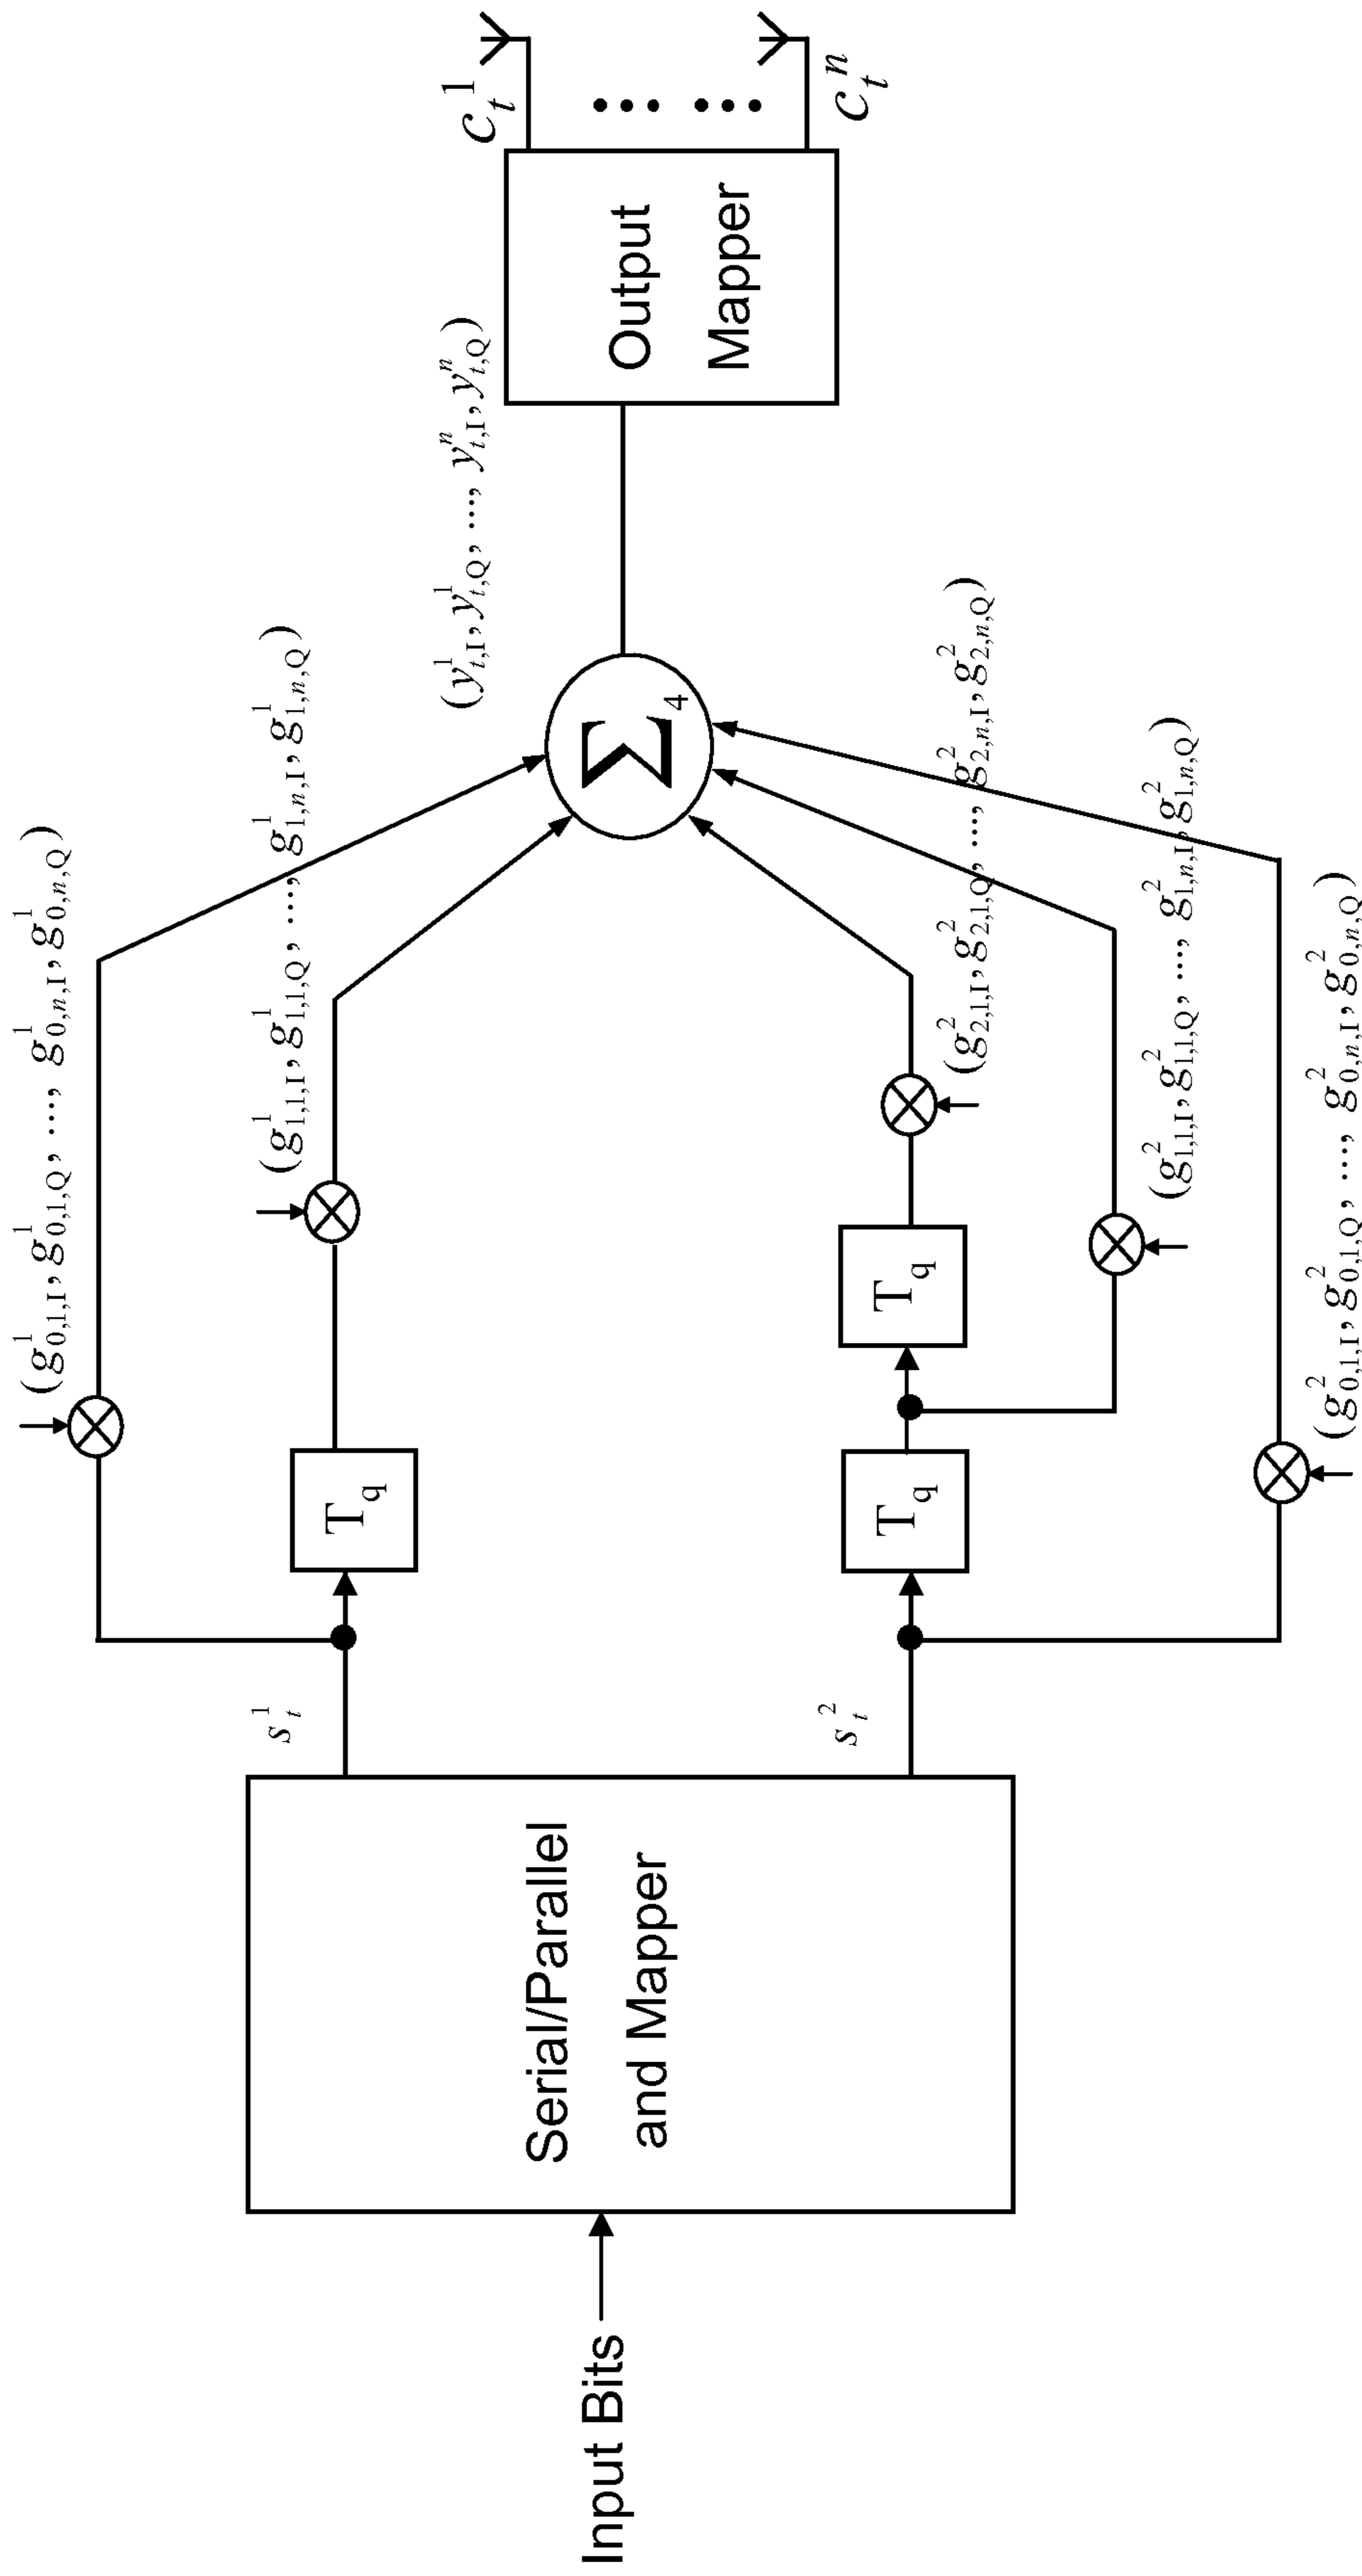 Input Bits
Serial/Parallel
and Mapper
s_t^1
s_t^2
T_q
T_q
T_q
(g^1_{0,1,I}, g^1_{0,1,Q}, ..., g^1_{0,n,I}, g^1_{0,n,Q})
(g^1_{1,1,I}, g^1_{1,1,Q}, ..., g^1_{1,n,I}, g^1_{1,n,Q})
(g^2_{2,1,I}, g^2_{2,1,Q}, ..., g^2_{2,n,I}, g^2_{2,n,Q})
(g^2_{1,1,I}, g^2_{1,1,Q}, ..., g^2_{1,n,I}, g^2_{1,n,Q})
(g^2_{0,1,I}, g^2_{0,1,Q}, ..., g^2_{0,n,I}, g^2_{0,n,Q})
Σ_4
(y^1_{t,I}, y^1_{t,Q}, ..., y^n_{t,I}, y^n_{t,Q})
Output
Mapper
c_t^1
c_t^n